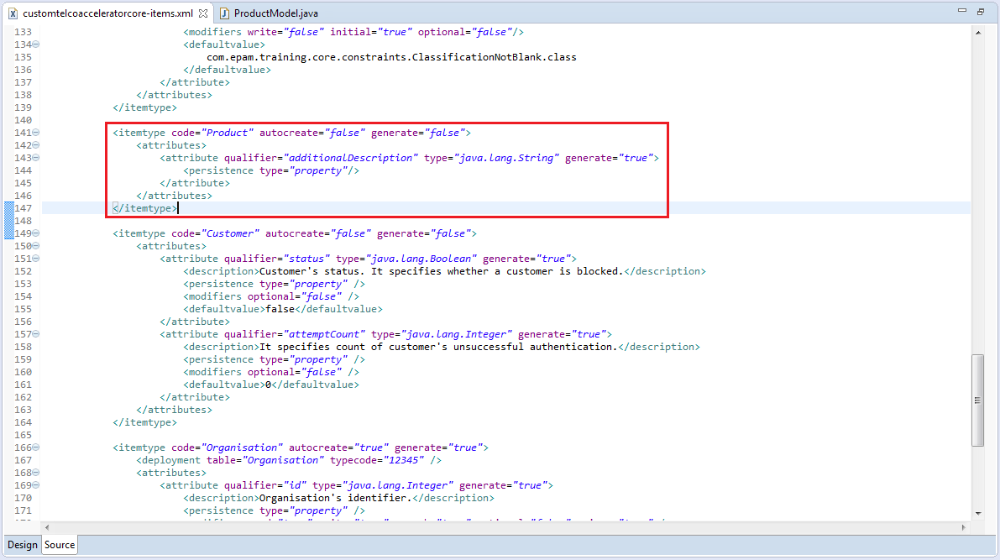 customtelcoacceleratorcore-items.xml ProductModel.java
133 <modifiers write="false" initial="true" optional="false"/>
134 <defaultvalue>
135 com.epam.training.core.constraints.ClassificationNotBlank.class
136 </defaultvalue>
137 </attribute>
138 </attributes>
139 </itemtype>
140
141 <itemtype code="Product" autocreate="false" generate="false">
142 <attributes>
143 <attribute qualifier="additionalDescription" type="java.lang.String" generate="true">
144 <persistence type="property"/>
145 </attribute>
146 </attributes>
147 </itemtype>
148
149 <itemtype code="Customer" autocreate="false" generate="false">
150 <attributes>
151 <attribute qualifier="status" type="java.lang.Boolean" generate="true">
152 <description>Customer's status. It specifies whether a customer is blocked.</description>
153 <persistence type="property" />
154 <modifiers optional="false" />
155 <defaultvalue>false</defaultvalue>
156 </attribute>
157 <attribute qualifier="attemptCount" type="java.lang.Integer" generate="true">
158 <description>It specifies count of customer's unsuccessful authentication.</description>
159 <persistence type="property" />
160 <modifiers optional="false" />
161 <defaultvalue>0</defaultvalue>
162 </attribute>
163 </attributes>
164 </itemtype>
165
166 <itemtype code="Organisation" autocreate="true" generate="true">
167 <deployment table="Organisation" typecode="12345" />
168 <attributes>
169 <attribute qualifier="id" type="java.lang.Integer" generate="true">
170 <description>Organisation's identifier.</description>
171 <persistence type="property" />
Design Source